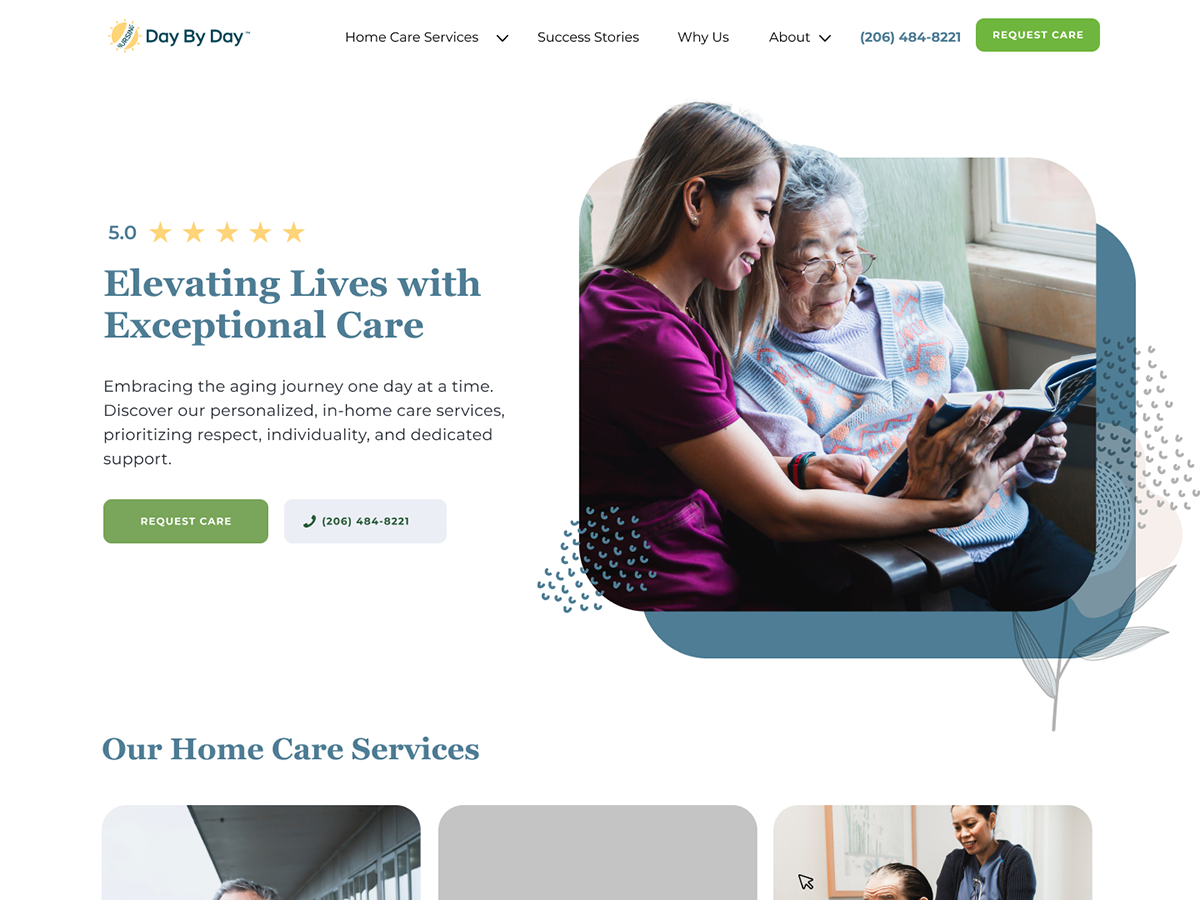 NURSING
Day By Day™
Home Care Services
Success Stories
Why Us
About
(206) 484-8221
REQUEST CARE
5.0
Elevating Lives with
Exceptional Care
Embracing the aging journey one day at a time.
Discover our personalized, in-home care services,
prioritizing respect, individuality, and dedicated
support.
REQUEST CARE
(206) 484-8221
Our Home Care Services